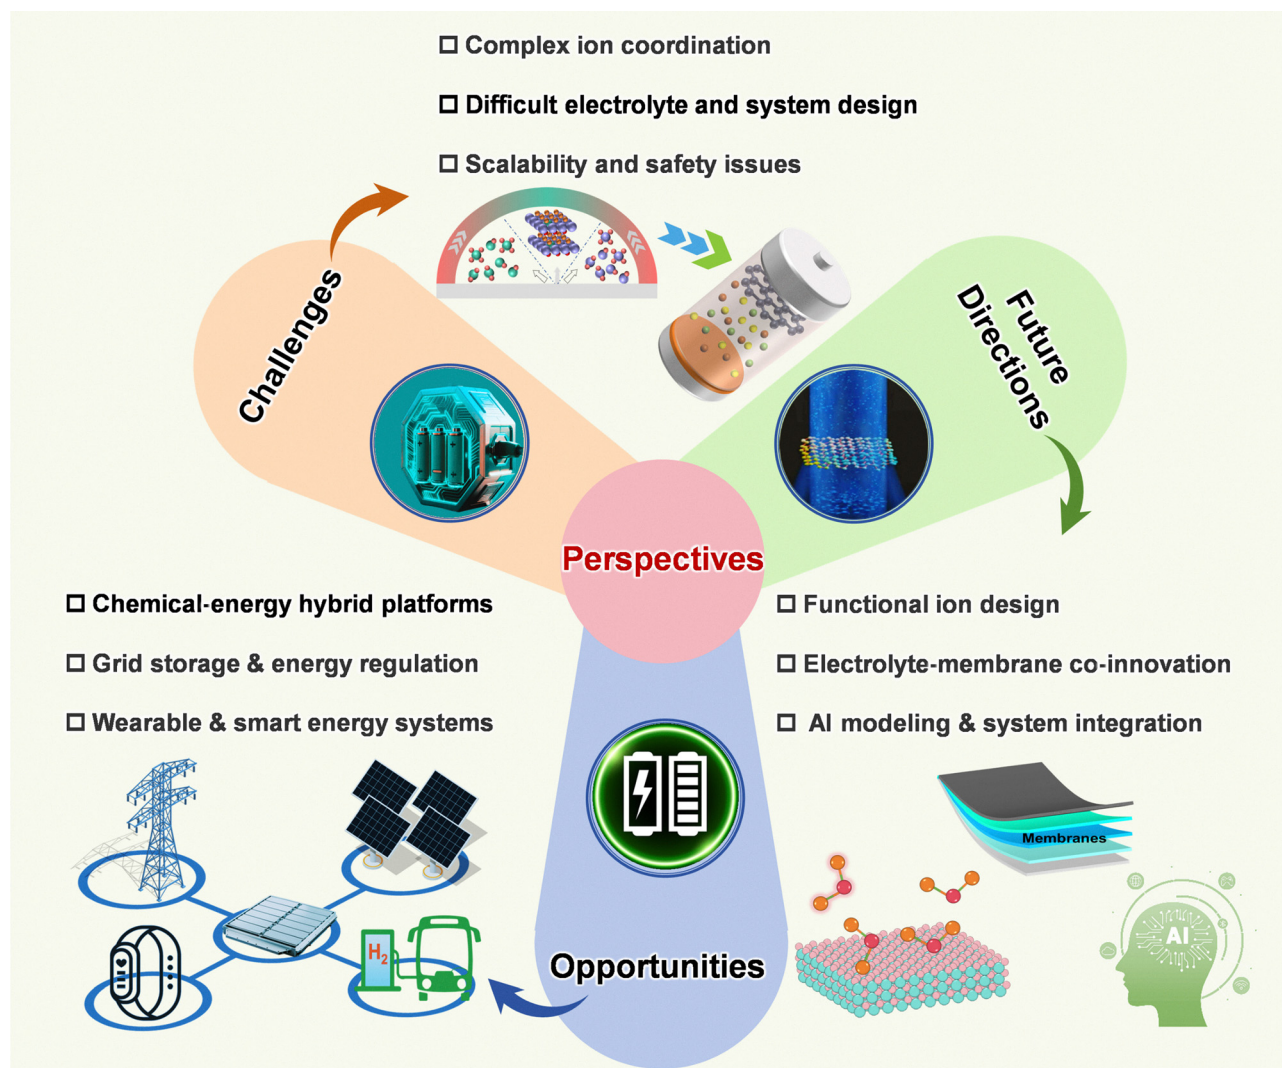 ☐ Complex ion coordination
☐ Difficult electrolyte and system design
☐ Scalability and safety issues
Challenges
Future
Directions
Perspectives
☐ Chemical-energy hybrid platforms
☐ Grid storage & energy regulation
☐ Wearable & smart energy systems
☐ Functional ion design
☐ Electrolyte-membrane co-innovation
☐ AI modeling & system integration
Membranes
H2
AI
Opportunities